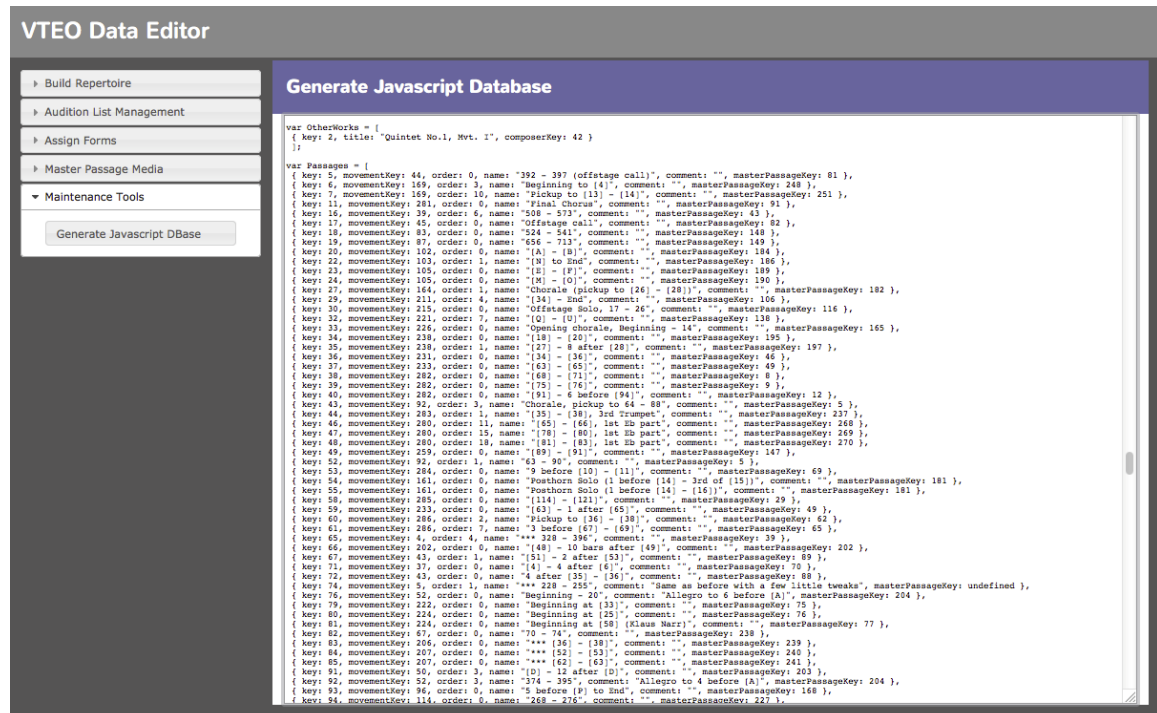 VTEO Data Editor
Build Repertoire
Audition List Management
Assign Forms
Master Passage Media
Maintenance Tools
Generate Javascript DBase
Generate Javascript Database
var OtherWorks = [
{ key: 2, title: "Quintet No.1, Mvt. I", composerKey: 42 }
];
var Passages = [
{ key: 5, movementKey: 44, order: 0, name: "392 - 397 (offstage call)", comment: "", masterPassageKey: 81 },
{ key: 6, movementKey: 169, order: 3, name: "Beginning to [4]", comment: "", masterPassageKey: 248 },
{ key: 7, movementKey: 169, order: 10, name: "Pickup to [13] - [14]", comment: "", masterPassageKey: 251 },
{ key: 11, movementKey: 281, order: 0, name: "Final Chorus", comment: "", masterPassageKey: 91 },
{ key: 16, movementKey: 39, order: 6, name: "508 - 573", comment: "", masterPassageKey: 43 },
{ key: 17, movementKey: 45, order: 0, name: "Offstage call", comment: "", masterPassageKey: 82 },
{ key: 18, movementKey: 83, order: 0, name: "524 - 541", comment: "", masterPassageKey: 148 },
{ key: 19, movementKey: 87, order: 0, name: "656 - 713", comment: "", masterPassageKey: 149 },
{ key: 20, movementKey: 102, order: 0, name: "[A] - [B]", comment: "", masterPassageKey: 184 },
{ key: 22, movementKey: 103, order: 1, name: "[N] to End", comment: "", masterPassageKey: 186 },
{ key: 23, movementKey: 105, order: 0, name: "[E] - [F]", comment: "", masterPassageKey: 189 },
{ key: 24, movementKey: 105, order: 0, name: "[M] - [O]", comment: "", masterPassageKey: 190 },
{ key: 27, movementKey: 164, order: 1, name: "Chorale (pickup to [26] - [28])", comment: "", masterPassageKey: 182 },
{ key: 29, movementKey: 211, order: 4, name: "[34] - End", comment: "", masterPassageKey: 106 },
{ key: 30, movementKey: 215, order: 0, name: "Offstage Solo, 17 - 26", comment: "", masterPassageKey: 116 },
{ key: 32, movementKey: 221, order: 7, name: "[Q] - [U]", comment: "", masterPassageKey: 138 },
{ key: 33, movementKey: 226, order: 0, name: "Opening chorale, Beginning - 14", comment: "", masterPassageKey: 165 },
{ key: 34, movementKey: 238, order: 0, name: "[18] - [20]", comment: "", masterPassageKey: 195 },
{ key: 35, movementKey: 238, order: 1, name: "[27] - 8 after [28]", comment: "", masterPassageKey: 197 },
{ key: 36, movementKey: 231, order: 0, name: "[34] - [36]", comment: "", masterPassageKey: 46 },
{ key: 37, movementKey: 233, order: 0, name: "[63] - [65]", comment: "", masterPassageKey: 49 },
{ key: 38, movementKey: 282, order: 0, name: "[68] - [71]", comment: "", masterPassageKey: 8 },
{ key: 39, movementKey: 282, order: 0, name: "[75] - [76]", comment: "", masterPassageKey: 9 },
{ key: 40, movementKey: 282, order: 0, name: "[91] - 6 before [94]", comment: "", masterPassageKey: 12 },
{ key: 43, movementKey: 92, order: 3, name: "Chorale, pickup to 64 - 88", comment: "", masterPassageKey: 5 },
{ key: 44, movementKey: 283, order: 1, name: "[35] - [38], 3rd Trumpet", comment: "", masterPassageKey: 237 },
{ key: 46, movementKey: 280, order: 11, name: "[65] - [66], 1st Eb part", comment: "", masterPassageKey: 268 },
{ key: 47, movementKey: 280, order: 15, name: "[78] - [80], 1st Eb part", comment: "", masterPassageKey: 269 },
{ key: 48, movementKey: 280, order: 18, name: "[81] - [83], 1st Eb part", comment: "", masterPassageKey: 270 },
{ key: 49, movementKey: 259, order: 0, name: "[89] - [91]", comment: "", masterPassageKey: 147 },
{ key: 52, movementKey: 92, order: 1, name: "63 - 90", comment: "", masterPassageKey: 5 },
{ key: 53, movementKey: 284, order: 0, name: "9 before [10] - [11]", comment: "", masterPassageKey: 69 },
{ key: 54, movementKey: 161, order: 0, name: "Posthorn Solo (1 before [14] - 3rd of [15])", comment: "", masterPassageKey: 181 },
{ key: 55, movementKey: 161, order: 0, name: "Posthorn Solo (1 before [14] - [16])", comment: "", masterPassageKey: 181 },
{ key: 58, movementKey: 285, order: 0, name: "[114] - [121]", comment: "", masterPassageKey: 29 },
{ key: 59, movementKey: 233, order: 0, name: "[63] - 1 after [65]", comment: "", masterPassageKey: 49 },
{ key: 60, movementKey: 286, order: 2, name: "Pickup to [36] - [38]", comment: "", masterPassageKey: 62 },
{ key: 61, movementKey: 286, order: 7, name: "3 before [67] - [69]", comment: "", masterPassageKey: 65 },
{ key: 65, movementKey: 4, order: 4, name: "*** 328 - 396", comment: "", masterPassageKey: 39 },
{ key: 66, movementKey: 202, order: 0, name: "[48] - 10 bars after [49]", comment: "", masterPassageKey: 202 },
{ key: 67, movementKey: 43, order: 1, name: "[51] - 2 after [53]", comment: "", masterPassageKey: 89 },
{ key: 71, movementKey: 37, order: 0, name: "[4] - 4 after [6]", comment: "", masterPassageKey: 70 },
{ key: 72, movementKey: 43, order: 0, name: "4 after [35] - [36]", comment: "", masterPassageKey: 88 },
{ key: 74, movementKey: 5, order: 1, name: "*** 228 - 255", comment: "Same as before with a few little tweaks", masterPassageKey: undefined },
{ key: 76, movementKey: 52, order: 0, name: "Beginning - 20", comment: "Allegro to 6 before [A]", masterPassageKey: 204 },
{ key: 79, movementKey: 222, order: 0, name: "Beginning at [33]", comment: "", masterPassageKey: 75 },
{ key: 80, movementKey: 224, order: 0, name: "Beginning at [25]", comment: "", masterPassageKey: 76 },
{ key: 81, movementKey: 224, order: 0, name: "Beginning at [58] (Klaus Narr)", comment: "", masterPassageKey: 77 },
{ key: 82, movementKey: 67, order: 0, name: "70 - 74", comment: "", masterPassageKey: 238 },
{ key: 83, movementKey: 206, order: 0, name: "*** [36] - [38]", comment: "", masterPassageKey: 239 },
{ key: 84, movementKey: 207, order: 0, name: "*** [52] - [53]", comment: "", masterPassageKey: 240 },
{ key: 85, movementKey: 207, order: 0, name: "*** [62] - [63]", comment: "", masterPassageKey: 241 },
{ key: 91, movementKey: 50, order: 3, name: "[D] - 12 after [D]", comment: "", masterPassageKey: 203 },
{ key: 92, movementKey: 52, order: 3, name: "374 - 395", comment: "Allegro to 4 before [A]", masterPassageKey: 204 },
{ key: 93, movementKey: 96, order: 0, name: "5 before [P] to End", comment: "", masterPassageKey: 168 },
{ key: 94, movementKey: 114, order: 0, name: "268 - 276", comment: "", masterPassageKey: 227 },